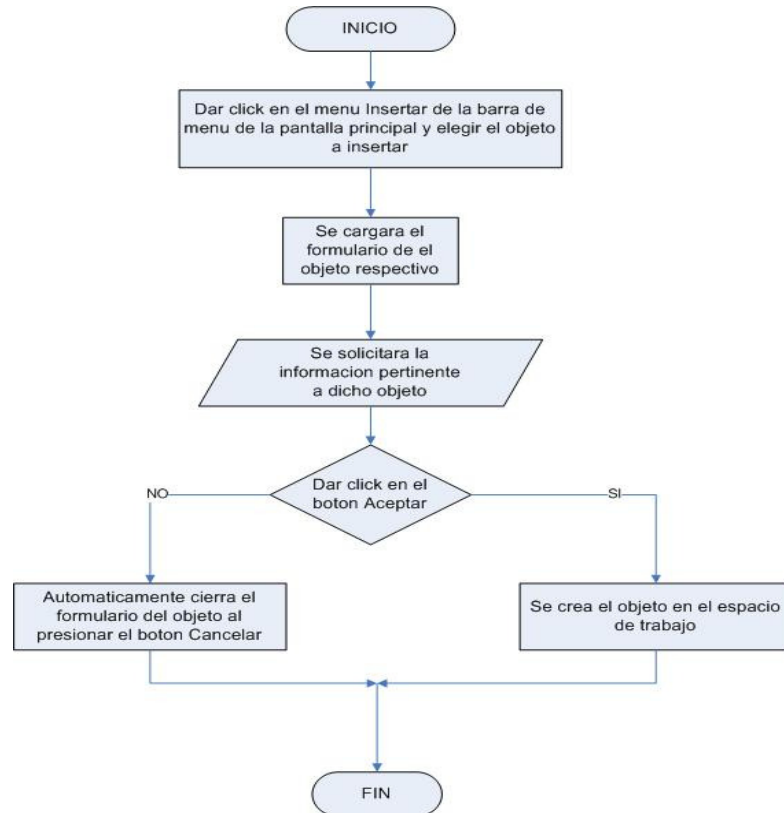 INICIO
Dar click en el menu Insertar de la barra de
menu de la pantalla principal y elegir el objeto
a insertar
Se cargara el
formulario de el
objeto respectivo
Se solicitara la
informacion pertinente
a dicho objeto
Dar click en el
boton Aceptar
NO
SI
Automaticamente cierra el
formulario del objeto al
presionar el boton Cancelar
Se crea el objeto en el espacio
de trabajo
FIN